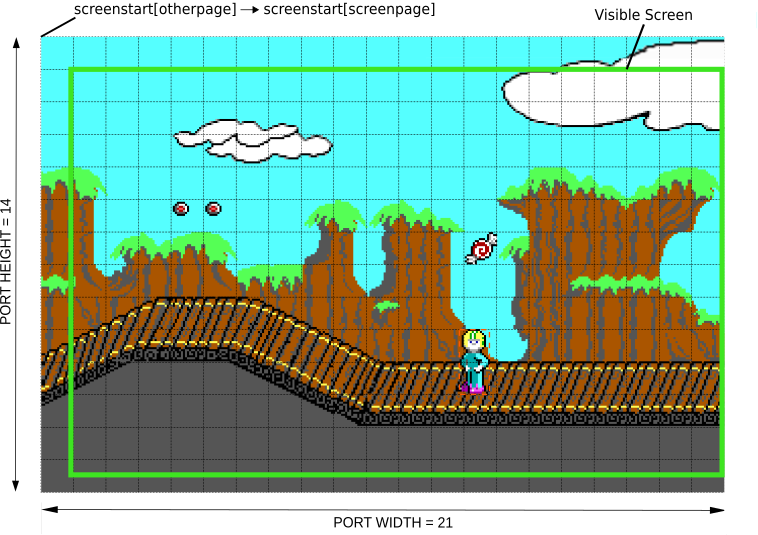 screenstart[otherpage] → screenstart[screenpage]
Visible Screen
PORT HEIGHT = 14
PORT WIDTH = 21